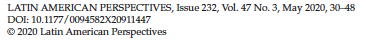 LATIN AMERICAN PERSPECTIVES, Issue 232, Vol. 47 No. 3, May 2020, 30–48
DOI: 10.1177/0094582X20911447
© 2020 Latin American Perspectives